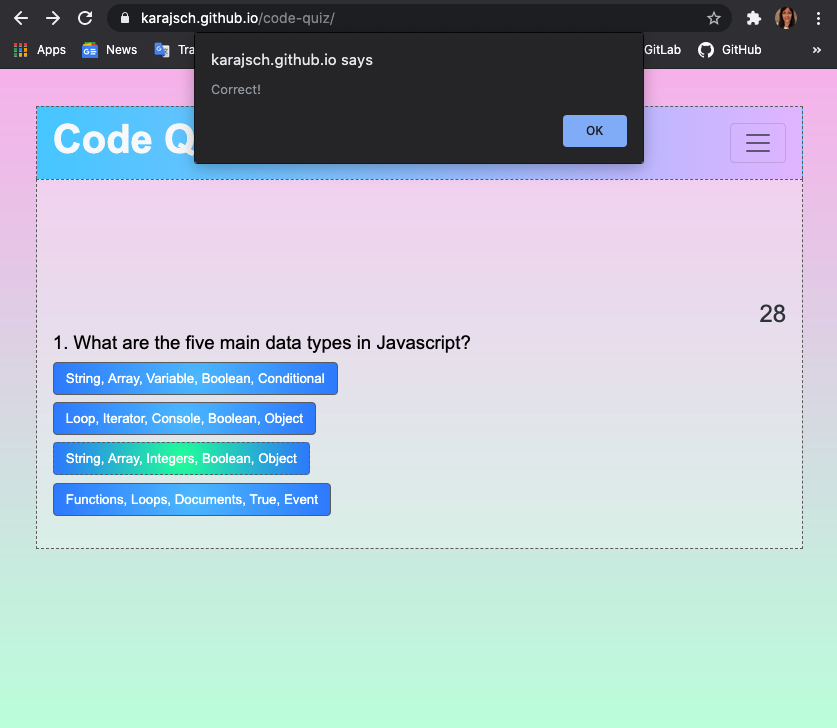 karajsch.github.io/code-quiz/
Apps News Tra GitLab GitHub »
karajsch.github.io says
Correct!
OK
Code Q
28
1. What are the five main data types in Javascript?
String, Array, Variable, Boolean, Conditional
Loop, Iterator, Console, Boolean, Object
String, Array, Integers, Boolean, Object
Functions, Loops, Documents, True, Event